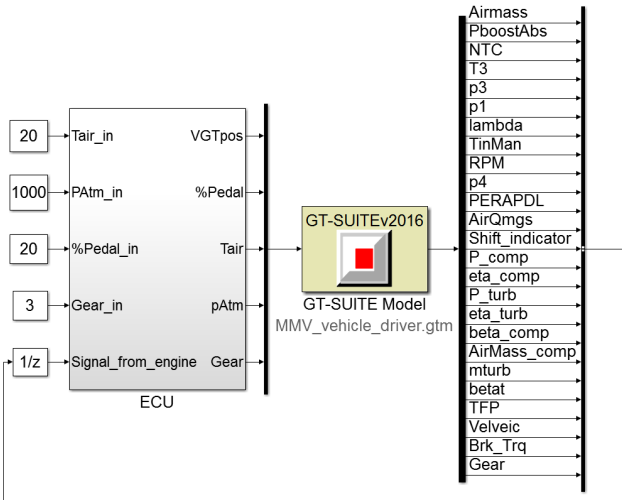 20
1000
20
3
1/z
Tair_in
PAtm_in
%Pedal_in
Gear_in
Signal_from_engine
VGTpos
%Pedal
Tair
pAtm
Gear
ECU
GT-SUITEv2016
GT-SUITE Model
MMV_vehicle_driver.gtm
Airmass
PboostAbs
NTC
T3
p3
p1
lambda
TinMan
RPM
p4
PERAPDL
AirQmgs
Shift_indicator
P_comp
eta_comp
P_turb
eta_turb
beta_comp
AirMass_comp
mturb
betat
TFP
Velveic
Brk_Trq
Gear